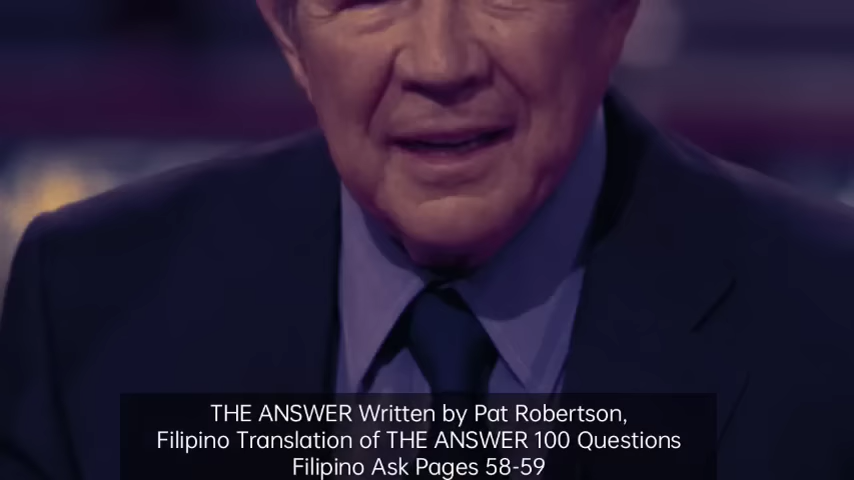 THE ANSWER Written by Pat Robertson,
Filipino Translation of THE ANSWER 100 Questions
Filipino Ask Pages 58-59